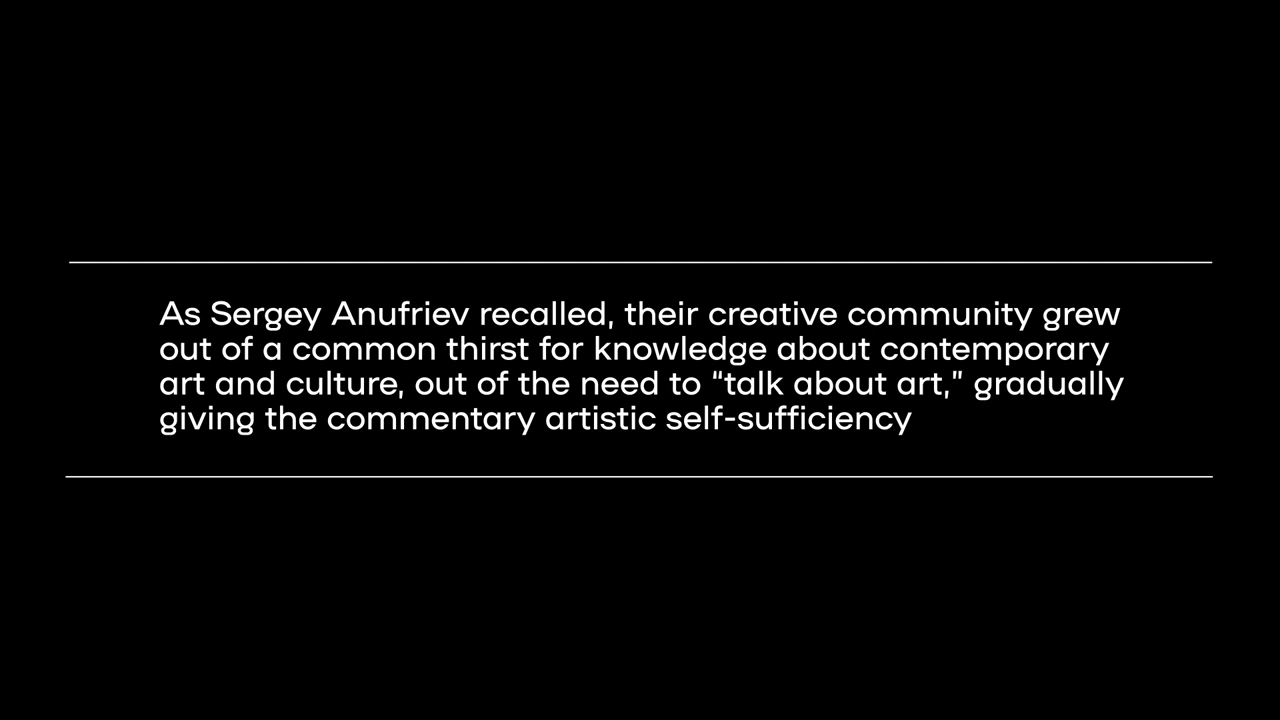 As Sergey Anufriev recalled, their creative community grew
out of a common thirst for knowledge about contemporary
art and culture, out of the need to “talk about art,” gradually
giving the commentary artistic self-sufficiency